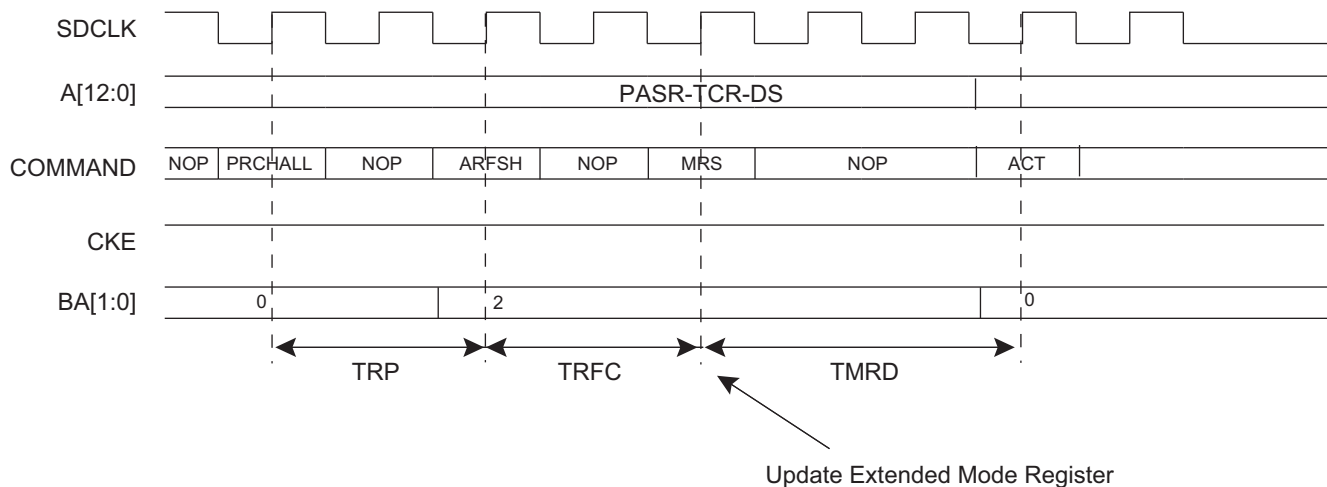 SDCLK
A[12:0] PASR-TCR-DS
COMMAND NOP PRCHALL NOP ARFSH NOP MRS NOP ACT
CKE
BA[1:0] 0 2 0
TRP TRFC TMRD
Update Extended Mode Register